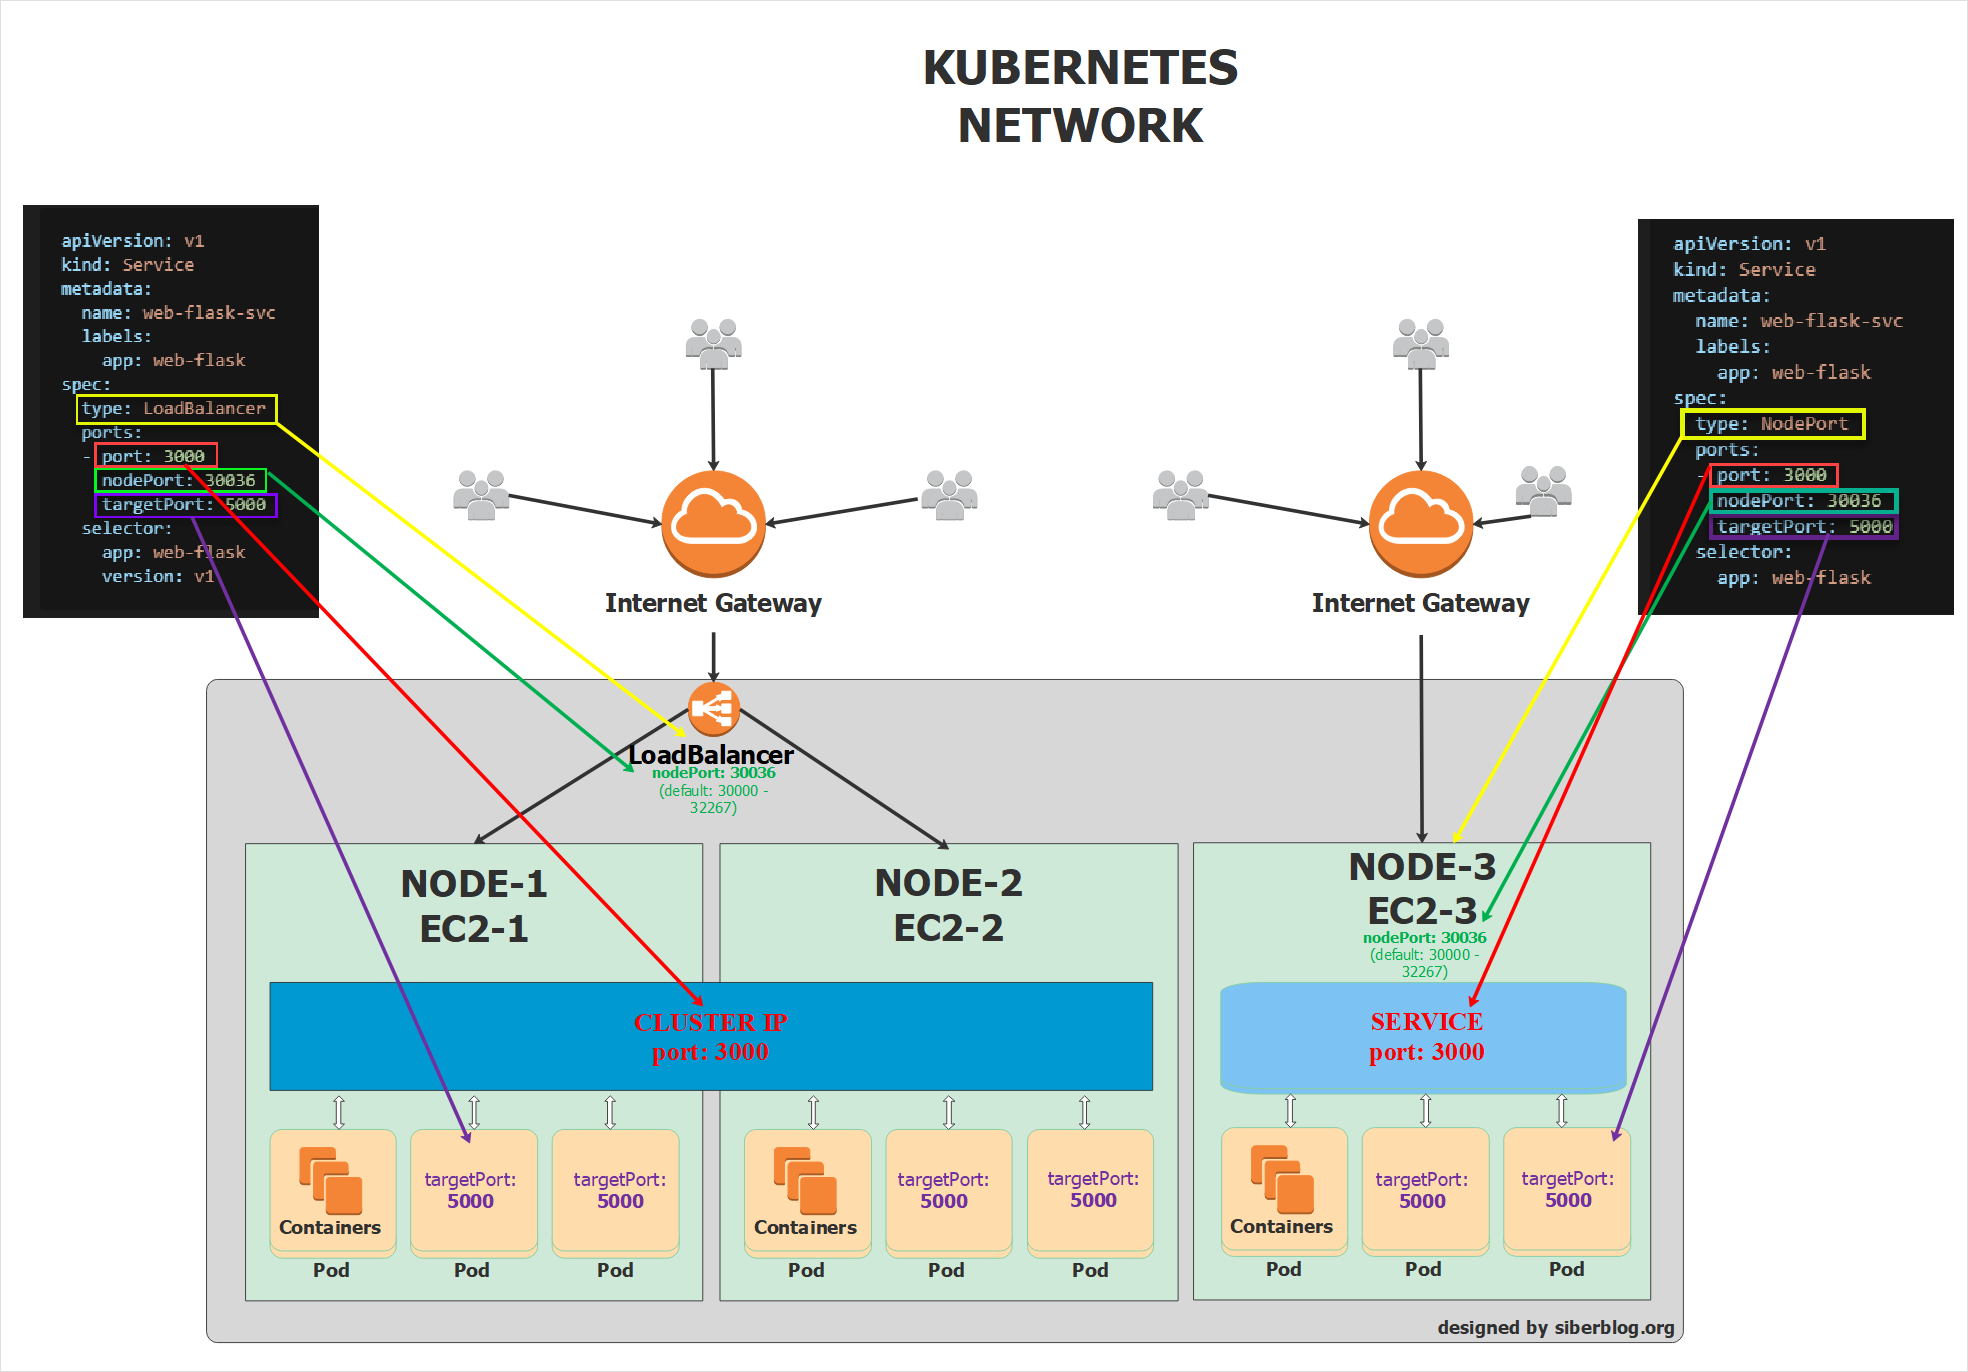 KUBERNETES
NETWORK
apiVersion: v1
kind: Service
metadata:
name: web-flask-svc
labels:
app: web-flask
spec:
type: LoadBalancer
ports:
- port: 3000
nodePort: 30036
targetPort: 5000
selector:
app: web-flask
version: v1
apiVersion: v1
kind: Service
metadata:
name: web-flask-svc
labels:
app: web-flask
spec:
type: NodePort
ports:
- port: 3000
nodePort: 30036
targetPort: 5000
selector:
app: web-flask
Internet Gateway
Internet Gateway
LoadBalancer
nodePort: 30036
(default: 30000 -
32267)
NODE-1
EC2-1
NODE-2
EC2-2
NODE-3
EC2-3
nodePort: 30036
(default: 30000 -
32267)
CLUSTER IP
port: 3000
SERVICE
port: 3000
Containers
Pod
targetPort:
5000
Pod
targetPort:
5000
Pod
Containers
Pod
targetPort:
5000
Pod
targetPort:
5000
Pod
Containers
Pod
targetPort:
5000
Pod
targetPort:
5000
Pod
designed by siberblog.org